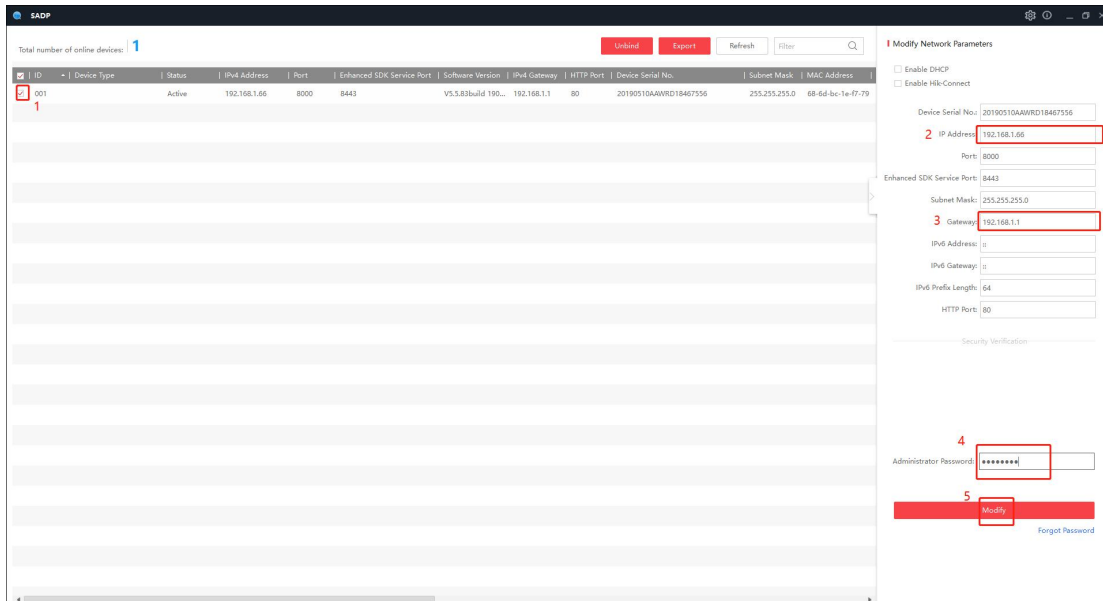 SADP
Total number of online devices: 1
Unbind Export Refresh Filter
ID | Device Type | Status | IPv4 Address | Port | Enhanced SDK Service Port | Software Version | IPv4 Gateway | HTTP Port | Device Serial No. | Subnet Mask | MAC Address
001 Active 192.168.1.66 8000 8443 V5.5.83build 190... 192.168.1.1 80 20190510AAWRD18467556 255.255.255.0 68-6d-bc-1e-f7-79
1
Modify Network Parameters
Enable DHCP
Enable Hik-Connect
Device Serial No.: 20190510AAWRD18467556
2 IP Address: 192.168.1.66
Port: 8000
Enhanced SDK Service Port: 8443
Subnet Mask: 255.255.255.0
3 Gateway: 192.168.1.1
IPv6 Address: ::
IPv6 Gateway: ::
IPv6 Prefix Length: 64
HTTP Port: 80
Security Verification
4
Administrator Password: ●●●●●●●●
5
Modify
Forgot Password